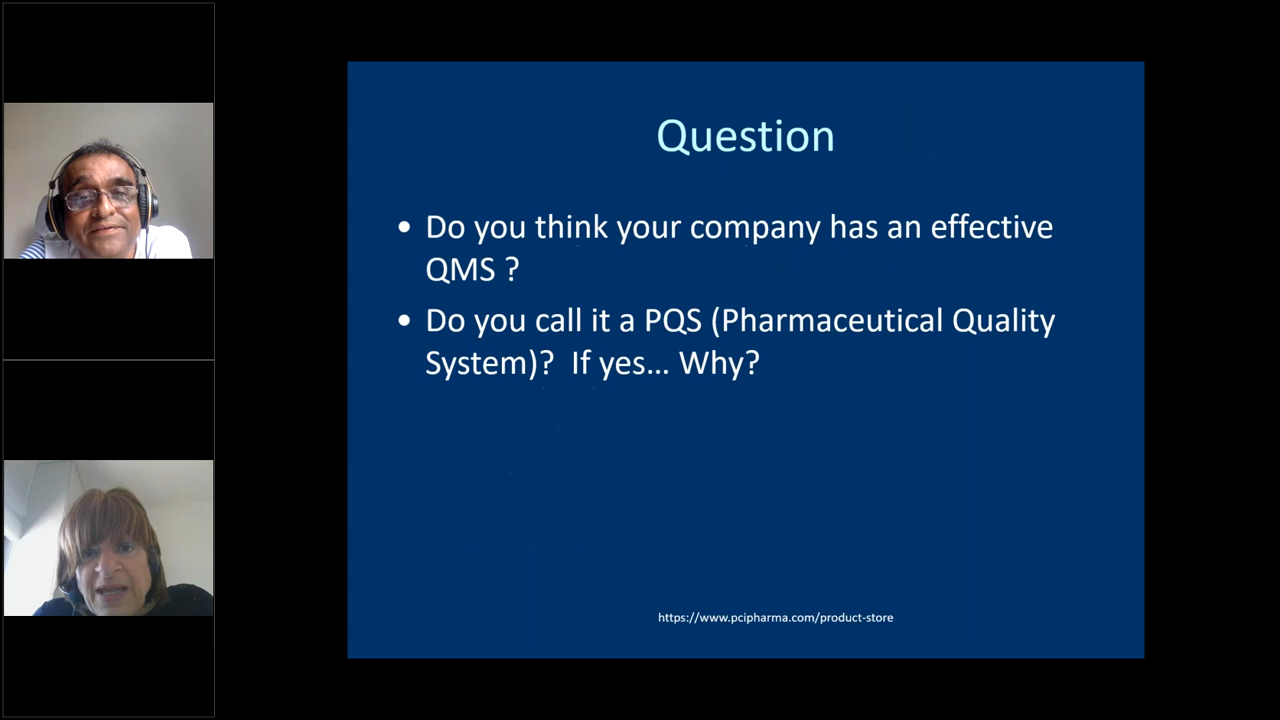 Question
• Do you think your company has an effective
QMS ?
• Do you call it a PQS (Pharmaceutical Quality
System)?  If yes... Why?
https://www.pcipharma.com/product-store